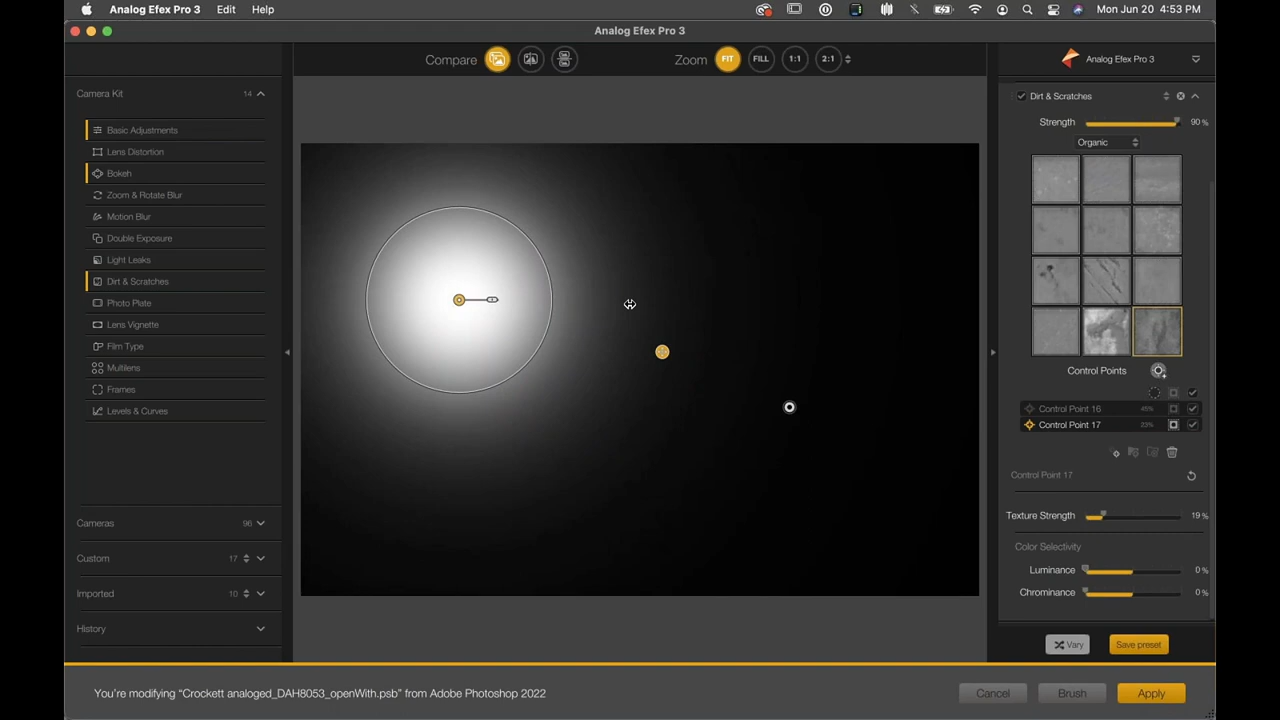 Analog Efex Pro 3 Edit Help
Mon Jun 20 4:53 PM
Analog Efex Pro 3
Compare
Zoom FIT FILL 1:1 2:1
Analog Efex Pro 3
Camera Kit 14
Basic Adjustments
Lens Distortion
Bokeh
Zoom & Rotate Blur
Motion Blur
Double Exposure
Light Leaks
Dirt & Scratches
Photo Plate
Lens Vignette
Film Type
Multilens
Frames
Levels & Curves
Cameras 96
Custom 17
Imported 10
History
Dirt & Scratches
Strength 90 %
Organic
Control Points
Control Point 16 45%
Control Point 17 23%
Control Point 17
Texture Strength 19 %
Color Selectivity
Luminance 0 %
Chrominance 0 %
Vary Save preset
You're modifying “Crockett analoged_DAH8053_openWith.psb” from Adobe Photoshop 2022
Cancel Brush Apply